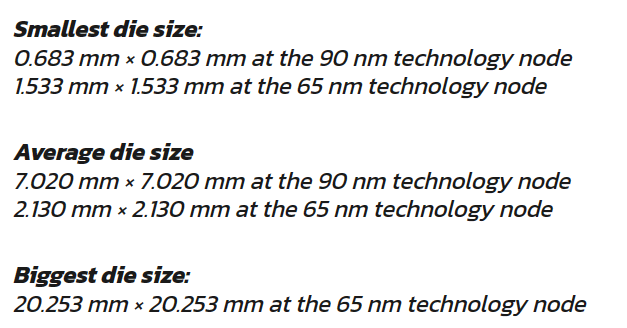 Smallest die size:
0.683 mm × 0.683 mm at the 90 nm technology node
1.533 mm × 1.533 mm at the 65 nm technology node
Average die size
7.020 mm × 7.020 mm at the 90 nm technology node
2.130 mm × 2.130 mm at the 65 nm technology node
Biggest die size:
20.253 mm × 20.253 mm at the 65 nm technology node